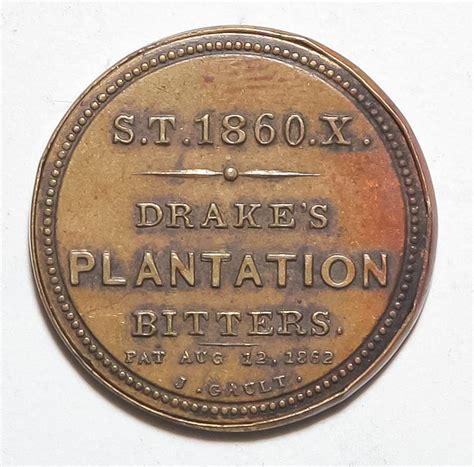 S.T.1860.X.
DRAKE'S
PLANTATION
BITTERS.
PAT AUG 12, 1862
J. GAULT.